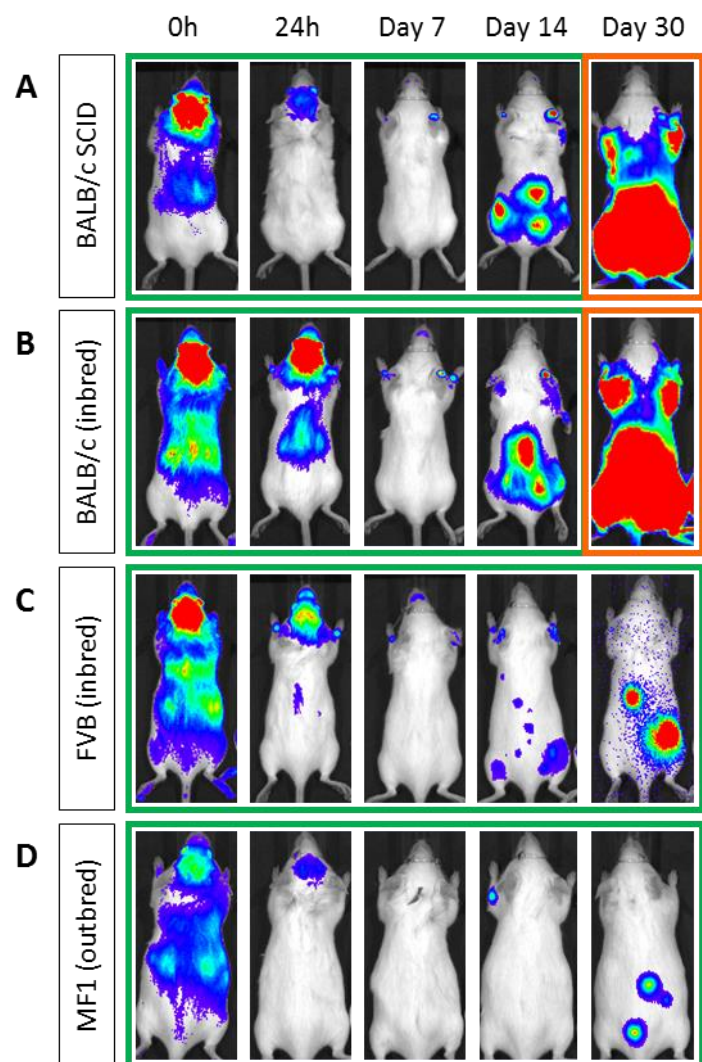 0h 24h Day 7 Day 14 Day 30
A
BALB/c SCID
B
BALB/c (inbred)
C
FVB (inbred)
D
MF1 (outbred)